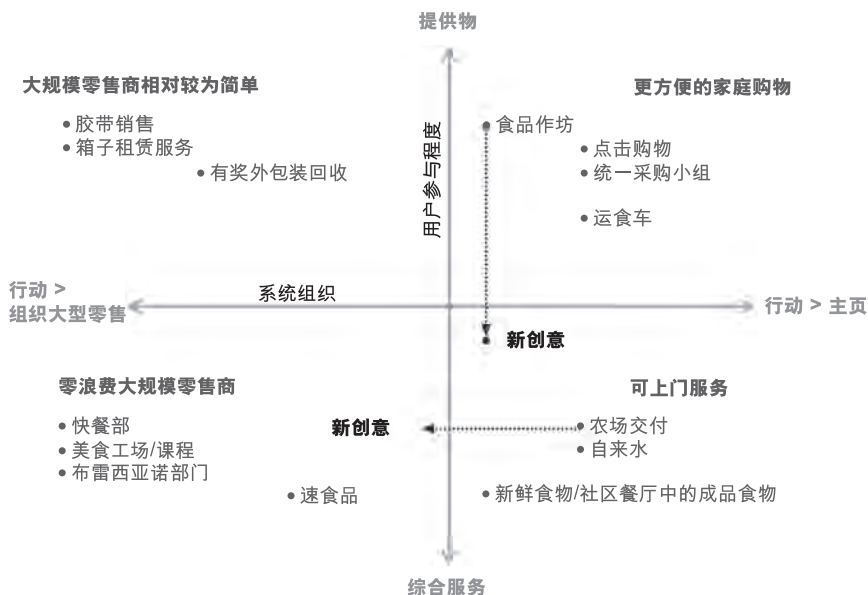 提供物
大规模零售商相对较为简单
更方便的家庭购物
• 胶带销售
• 箱子租赁服务
• 有奖外包装回收
用户参与程度
• 食品作坊
• 点击购物
• 统一采购小组
• 运食车
行动 >
组织大型零售
系统组织
行动 > 主页
新创意
零浪费大规模零售商
可上门服务
• 快餐部
• 美食工场/课程
• 布雷西亚诺部门
• 速食品
新创意
• 农场交付
• 自来水
• 新鲜食物/社区餐厅中的成品食物
综合服务